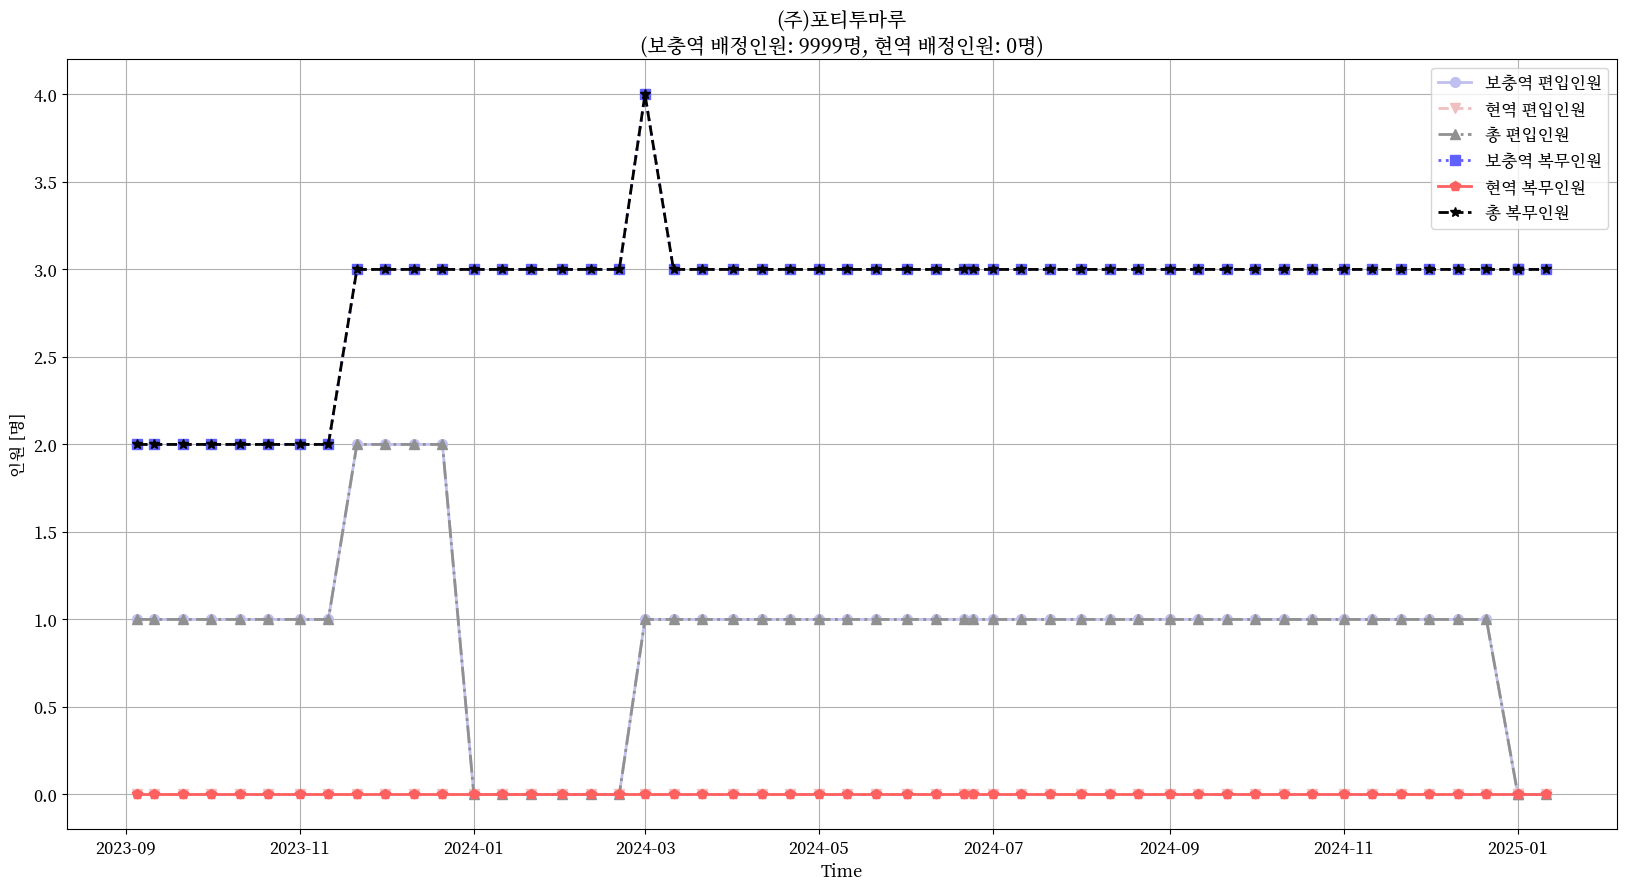 (주)포티투마루
(보충역 배정인원: 9999명, 현역 배정인원: 0명)
보충역 편입인원
현역 편입인원
총 편입인원
보충역 복무인원
현역 복무인원
총 복무인원
인원 [명]
4.0
3.5
3.0
2.5
2.0
1.5
1.0
0.5
0.0
2023-09 2023-11 2024-01 2024-03 2024-05 2024-07 2024-09 2024-11 2025-01
Time